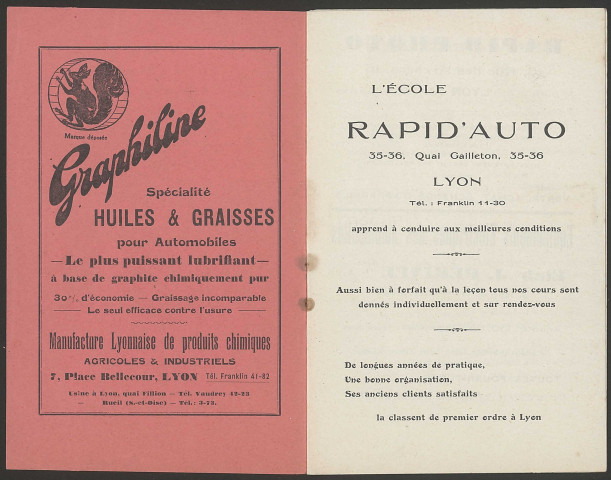 Marque déposée
Graphiline
Spécialité
HUILES & GRAISSES
pour Automobiles
— Le plus puissant lubrifiant —
à base de graphite chimiquement pur
30 % d'économie — Graissage incomparable
— Le seul efficace contre l'usure —
Manufacture Lyonnaise de produits chimiques
AGRICOLES & INDUSTRIELS
7, Place Bellecour, LYON Tél. Franklin 41-82
Usine à Lyon, quai Fillion — Tél. Vaudrey 12-23
— Rueil (S.-et-Oise) — Tél. : 3-73.
L'ÉCOLE
RAPID'AUTO
35-36, Quai Gailleton, 35-36
LYON
Tél. : Franklin 11-30
apprend à conduire aux meilleures conditions
Aussi bien à forfait qu'à la leçon tous nos cours sont
donnés individuellement et sur rendez-vous
De longues années de pratique,
Une bonne organisation,
Ses anciens clients satisfaits
la classent de premier ordre à Lyon